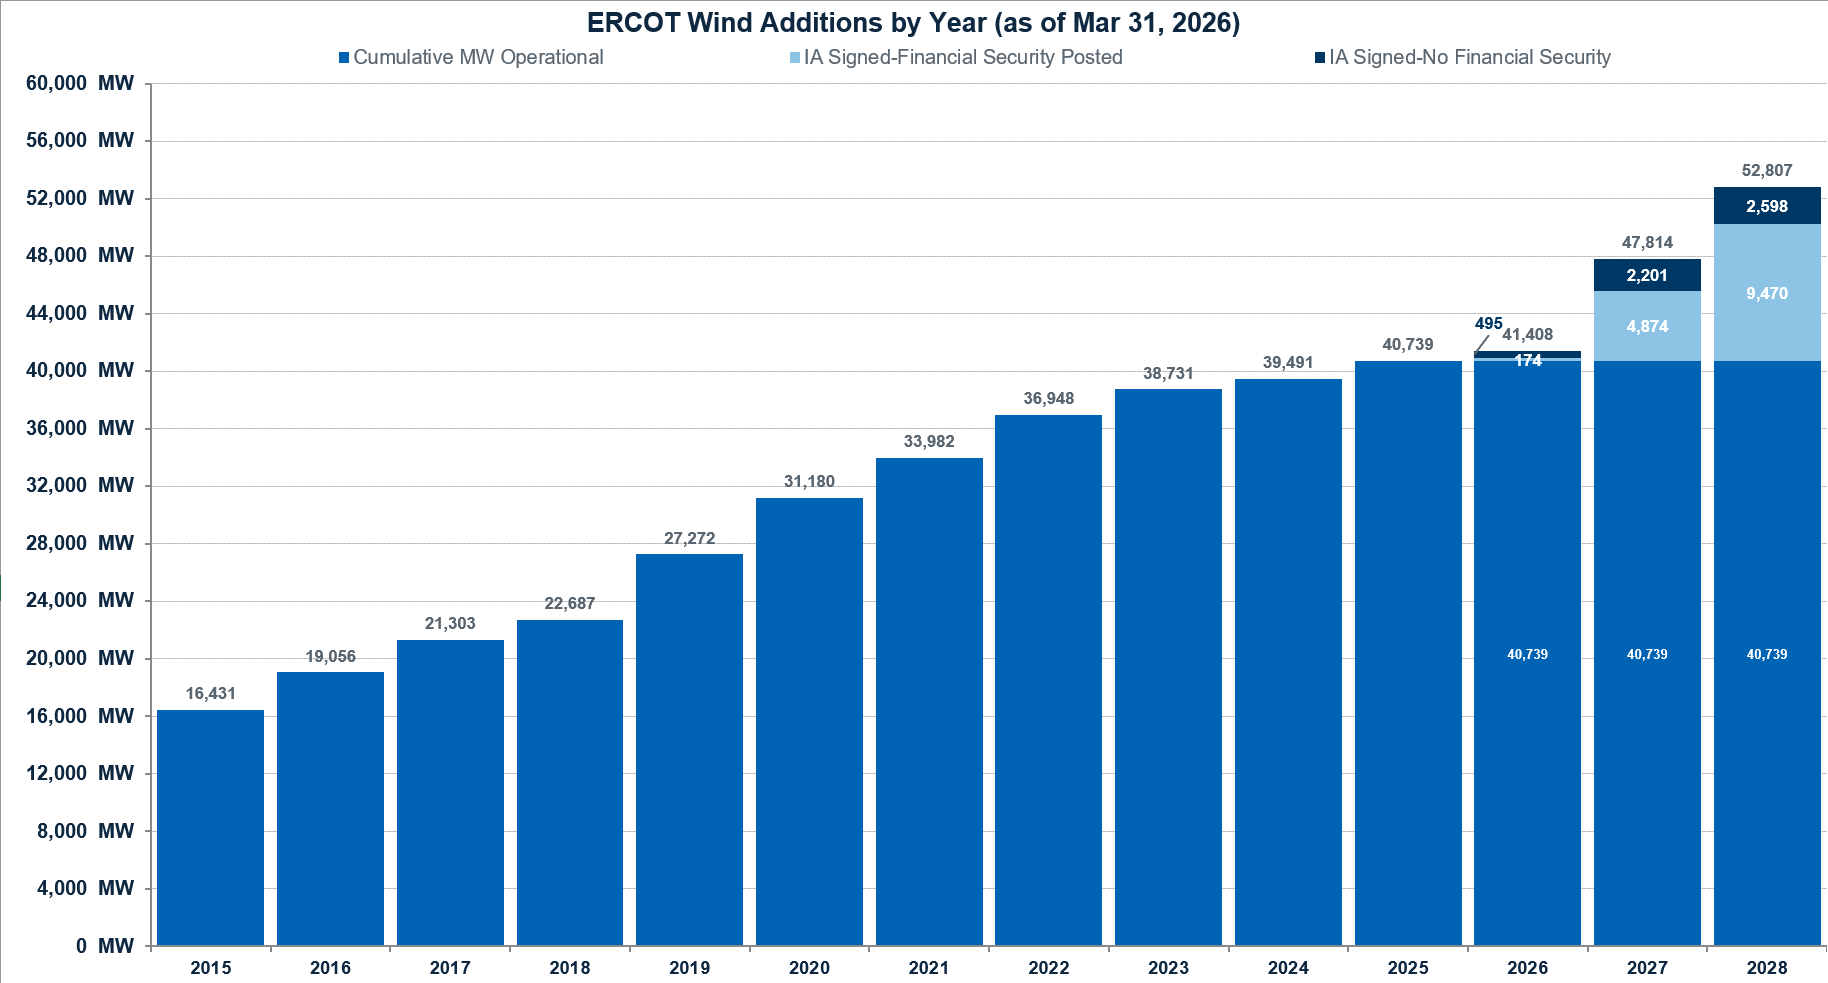 ERCOT Wind Additions by Year (as of Mar 31, 2026)
Cumulative MW Operational IA Signed-Financial Security Posted IA Signed-No Financial Security
60,000 MW
56,000 MW
52,000 MW
48,000 MW
44,000 MW
40,000 MW
36,000 MW
32,000 MW
28,000 MW
24,000 MW
20,000 MW
16,000 MW
12,000 MW
8,000 MW
4,000 MW
0 MW
16,431
19,056
21,303
22,687
27,272
31,180
33,982
36,948
38,731
39,491
40,739
495
41,408
174
40,739
47,814
2,201
4,874
40,739
52,807
2,598
9,470
40,739
2015 2016 2017 2018 2019 2020 2021 2022 2023 2024 2025 2026 2027 2028